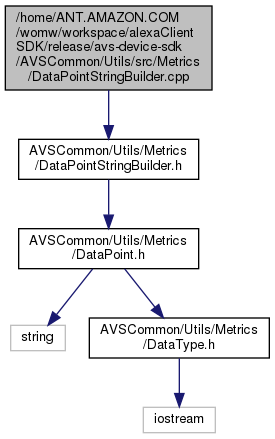 /home/ANT.AMAZON.COM
/womw/workspace/alexaClient
SDK/release/avs-device-sdk
/AVSCommon/Utils/src/Metrics
/DataPointStringBuilder.cpp
AVSCommon/Utils/Metrics
/DataPointStringBuilder.h
AVSCommon/Utils/Metrics
/DataPoint.h
string
AVSCommon/Utils/Metrics
/DataType.h
iostream